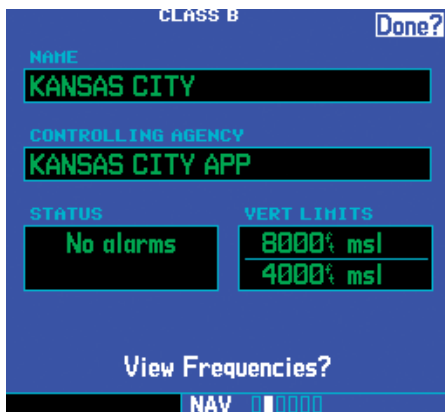 CLASS B
Done?
NAME
KANSAS CITY
CONTROLLING AGENCY
KANSAS CITY APP
STATUS
VERT LIMITS
No alarms
8000ft msl
4000ft msl
View Frequencies?
NAV